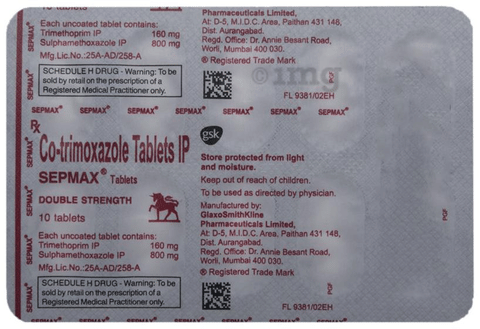 Each uncoated tablet contains:
Trimethoprim IP 160 mg
Sulphamethoxazole IP 800 mg
Mfg.Lic.No.:25A-AD/258-A
SCHEDULE H DRUG - Warning: To be
sold by retail on the prescription of a
Registered Medical Practitioner only.
Pharmaceuticals Limited,
At: D-5, M.I.D.C. Area, Paithan 431 148,
Dist. Aurangabad.
Regd. Office: Dr. Annie Besant Road,
Worli, Mumbai 400 030.
® Registered Trade Mark
img
FL 9381/02EH
SEPMAX® SEPMAX® SEPMAX® SEPMAX® SEPMAX® SEPMAX® SEPMAX®
Rx
Co-trimoxazole Tablets IP
SEPMAX® Tablets
DOUBLE STRENGTH
10 tablets
Each uncoated tablet contains:
Trimethoprim IP 160 mg
Sulphamethoxazole IP 800 mg
Mfg.Lic.No.:25A-AD/258-A
SCHEDULE H DRUG - Warning: To be
sold by retail on the prescription of a
Registered Medical Practitioner only.
gsk
Store protected from light
and moisture.
Keep out of reach of children.
To be used as directed by physician.
Manufactured by:
GlaxoSmithKline
Pharmaceuticals Limited,
At: D-5, M.I.D.C. Area, Paithan 431 148,
Dist. Aurangabad.
Regd. Office: Dr. Annie Besant Road,
Worli, Mumbai 400 030.
® Registered Trade Mark
FL 9381/02EH
SEPMAX®
SEPMAX®
SEPMAX®
SEPMAX®
PGF
PGF